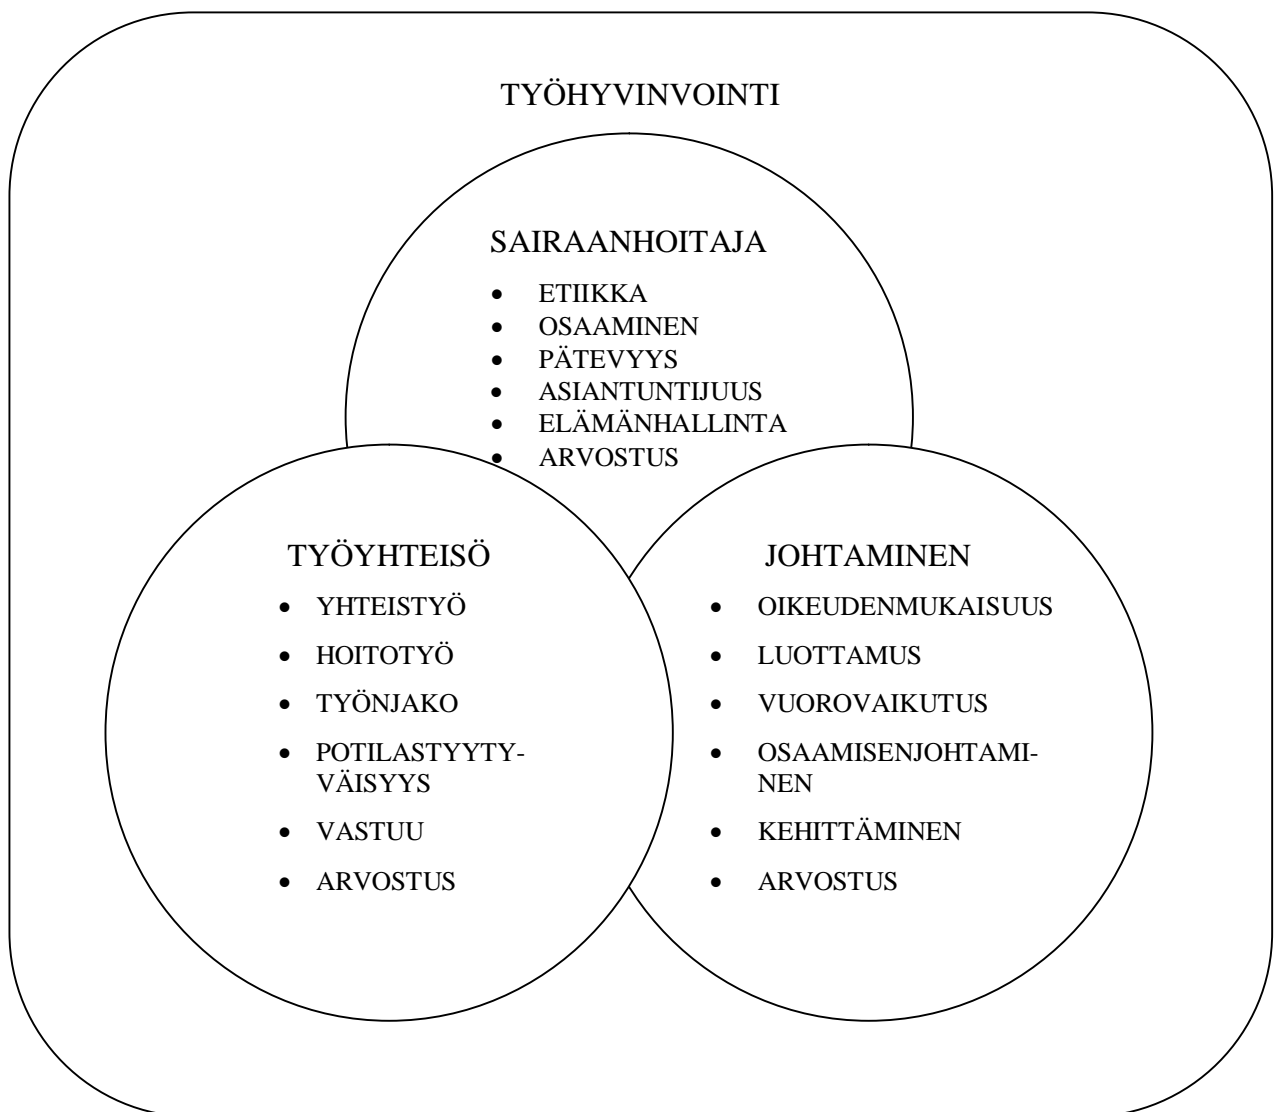 TYÖHYVINVOINTI
SAIRAANHOITAJA
• ETIIKKA
• OSAAMINEN
• PÄTEVYYS
• ASIANTUNTIJUUS
• ELÄMÄNHALLINTA
• ARVOSTUS
TYÖYHTEISÖ
• YHTEISTYÖ
• HOITOTYÖ
• TYÖNJAKO
• POTILASTYYTY-
VÄISYYS
• VASTUU
• ARVOSTUS
JOHTAMINEN
• OIKEUDENMUKAISUUS
• LUOTTAMUS
• VUOROVAIKUTUS
• OSAAMISENJOHTAMI-
NEN
• KEHITTÄMINEN
• ARVOSTUS